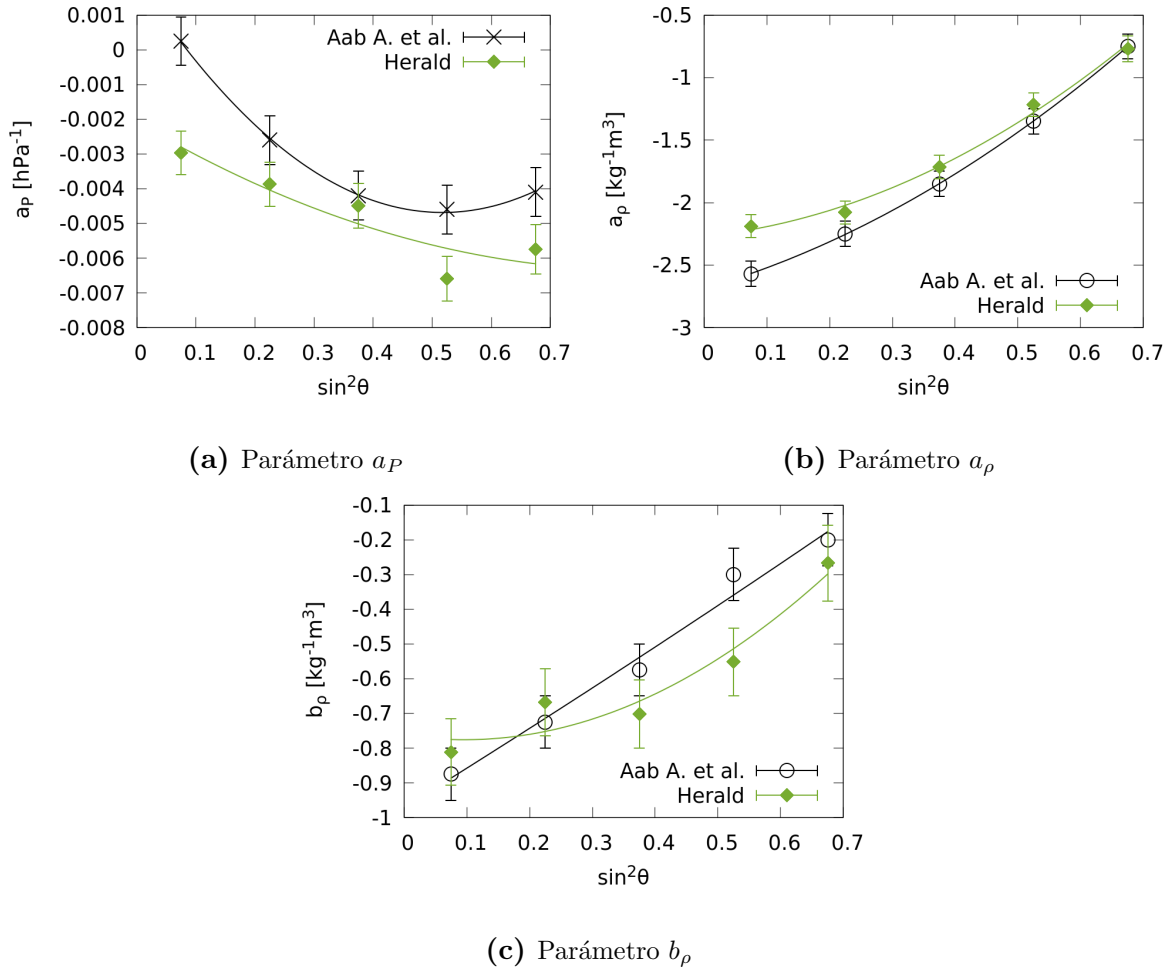 0.001
0
-0.001
-0.002
-0.003
-0.004
-0.005
-0.006
-0.007
-0.008
aP [hPa-1]
0 0.1 0.2 0.3 0.4 0.5 0.6 0.7
sin²θ
Aab A. et al.
Herald
(a) Parámetro aP
-0.5
-1
-1.5
-2
-2.5
-3
aρ [kg-1m3]
0 0.1 0.2 0.3 0.4 0.5 0.6 0.7
sin²θ
Aab A. et al.
Herald
(b) Parámetro aρ
-0.1
-0.2
-0.3
-0.4
-0.5
-0.6
-0.7
-0.8
-0.9
-1
bρ [kg-1m3]
0 0.1 0.2 0.3 0.4 0.5 0.6 0.7
sin²θ
Aab A. et al.
Herald
(c) Parámetro bρ